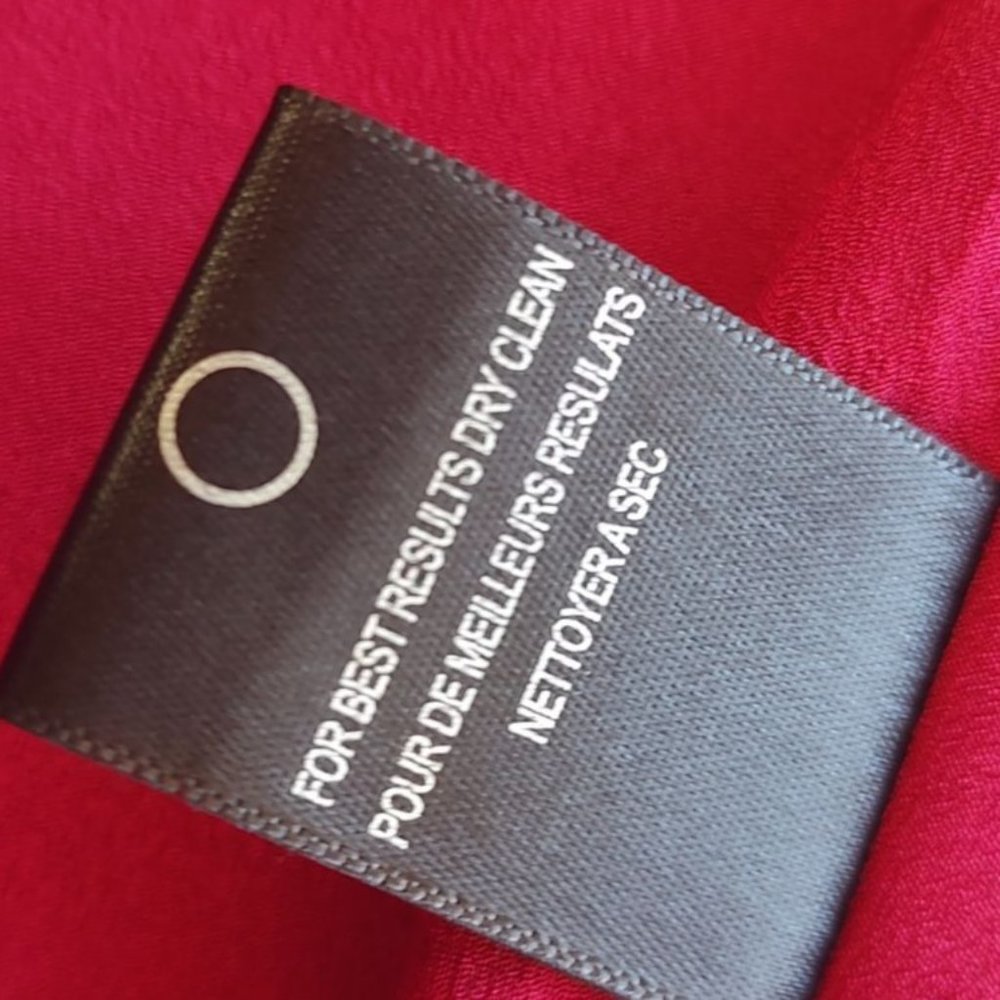 FOR BEST RESULTS DRY CLEAN
POUR DE MEILLEURS RESULATS
NETTOYER A SEC